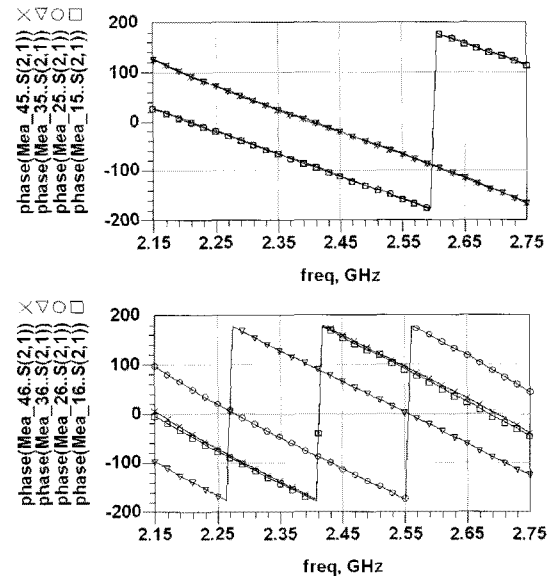 phase(Mea_45..S(2,1))
phase(Mea_35..S(2,1))
phase(Mea_25..S(2,1))
phase(Mea_15..S(2,1))
200
100
0
-100
-200
2.15 2.25 2.35 2.45 2.55 2.65 2.75
freq, GHz
phase(Mea_46..S(2,1))
phase(Mea_36..S(2,1))
phase(Mea_26..S(2,1))
phase(Mea_16..S(2,1))
200
100
0
-100
-200
2.15 2.25 2.35 2.45 2.55 2.65 2.75
freq, GHz